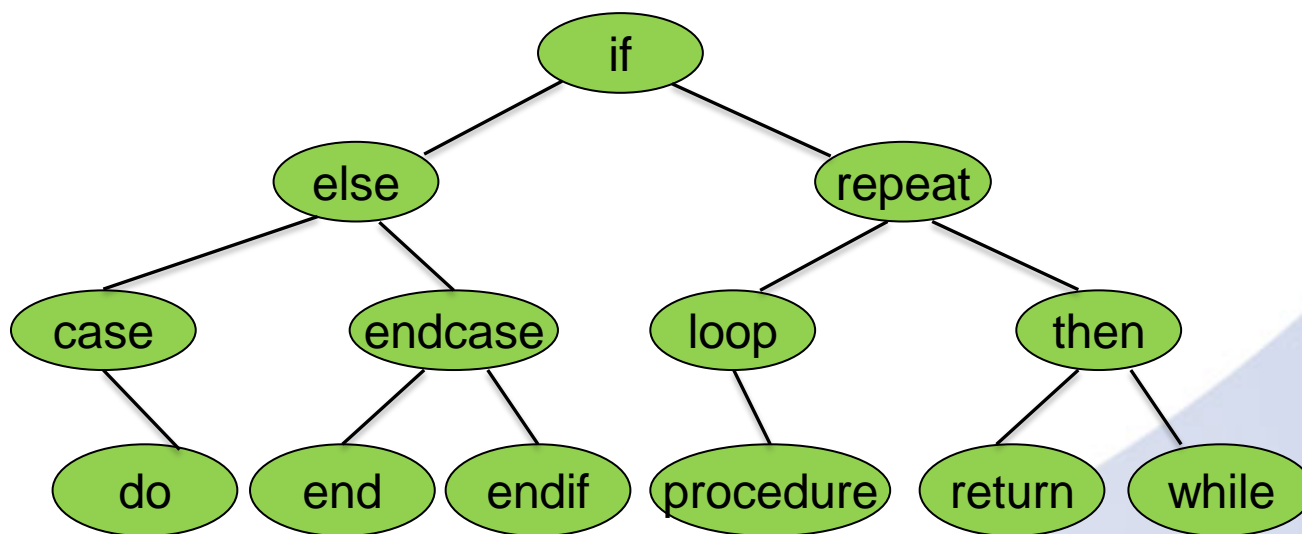 if
else repeat
case endcase loop then
do end endif procedure return while